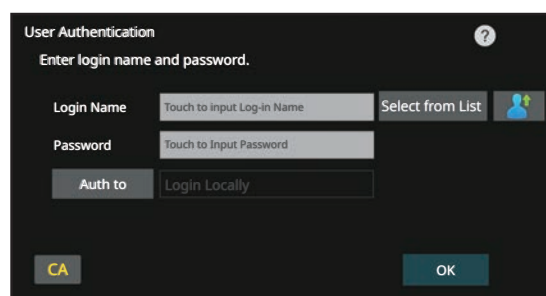 User Authentication
?
Enter login name and password.
Login Name Touch to input Log-in Name Select from List
Password Touch to Input Password
Auth to Login Locally
CA OK